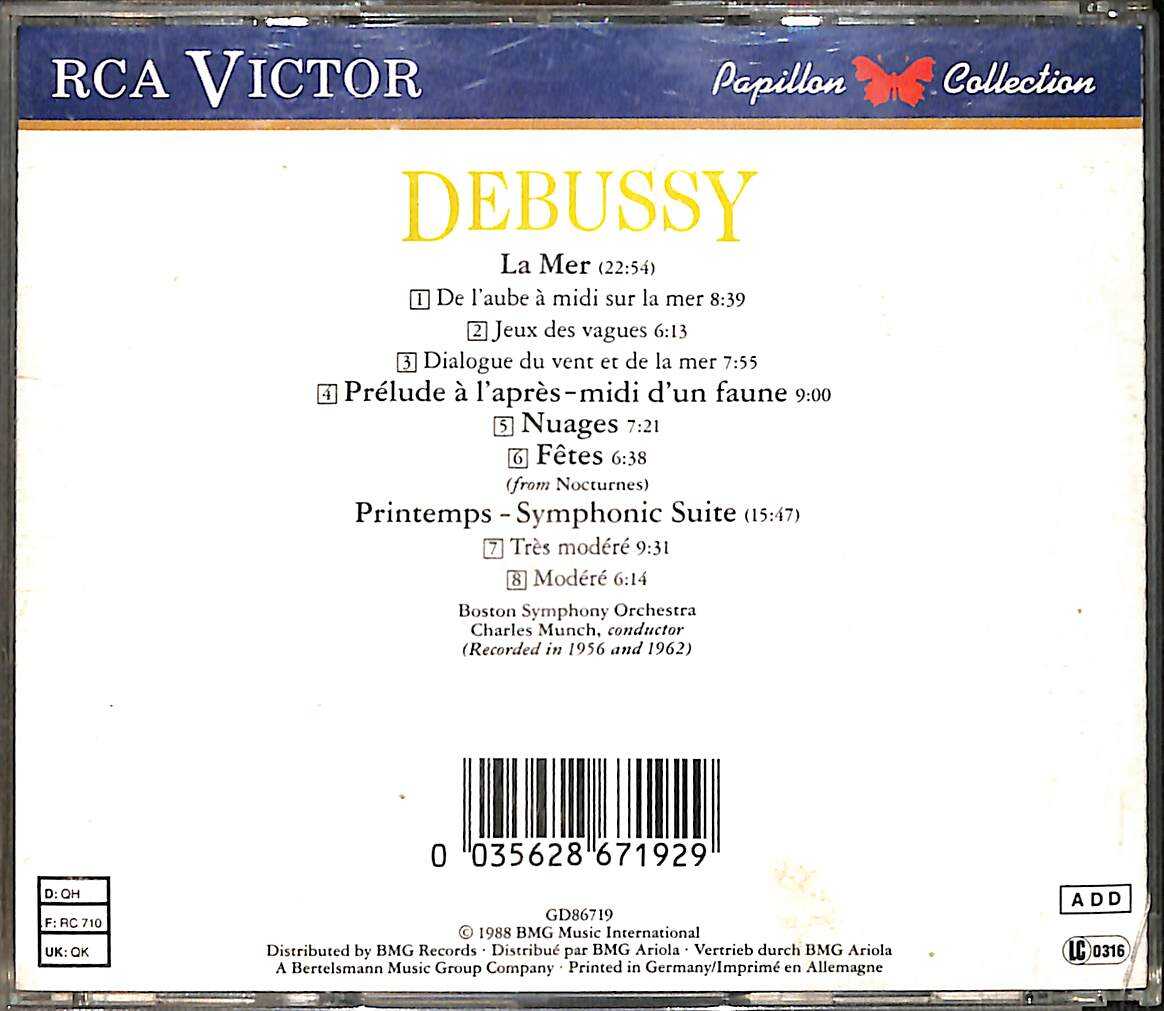 RCA VICTOR
Papillon Collection
DEBUSSY
La Mer (22:54)
1 De l'aube à midi sur la mer 8:39
2 Jeux des vagues 6:13
3 Dialogue du vent et de la mer 7:55
4 Prélude à l'après-midi d'un faune 9:00
5 Nuages 7:21
6 Fêtes 6:38
(from Nocturnes)
Printemps - Symphonic Suite (15:47)
7 Très modéré 9:31
8 Modéré 6:14
Boston Symphony Orchestra
Charles Munch, conductor
(Recorded in 1956 and 1962)
0 035628 671929
D: QH
F: RC 710
UK: QK
ADD
LC 0316
GD86719
© 1988 BMG Music International
Distributed by BMG Records · Distribué par BMG Ariola · Vertrieb durch BMG Ariola
A Bertelsmann Music Group Company · Printed in Germany/Imprimé en Allemagne